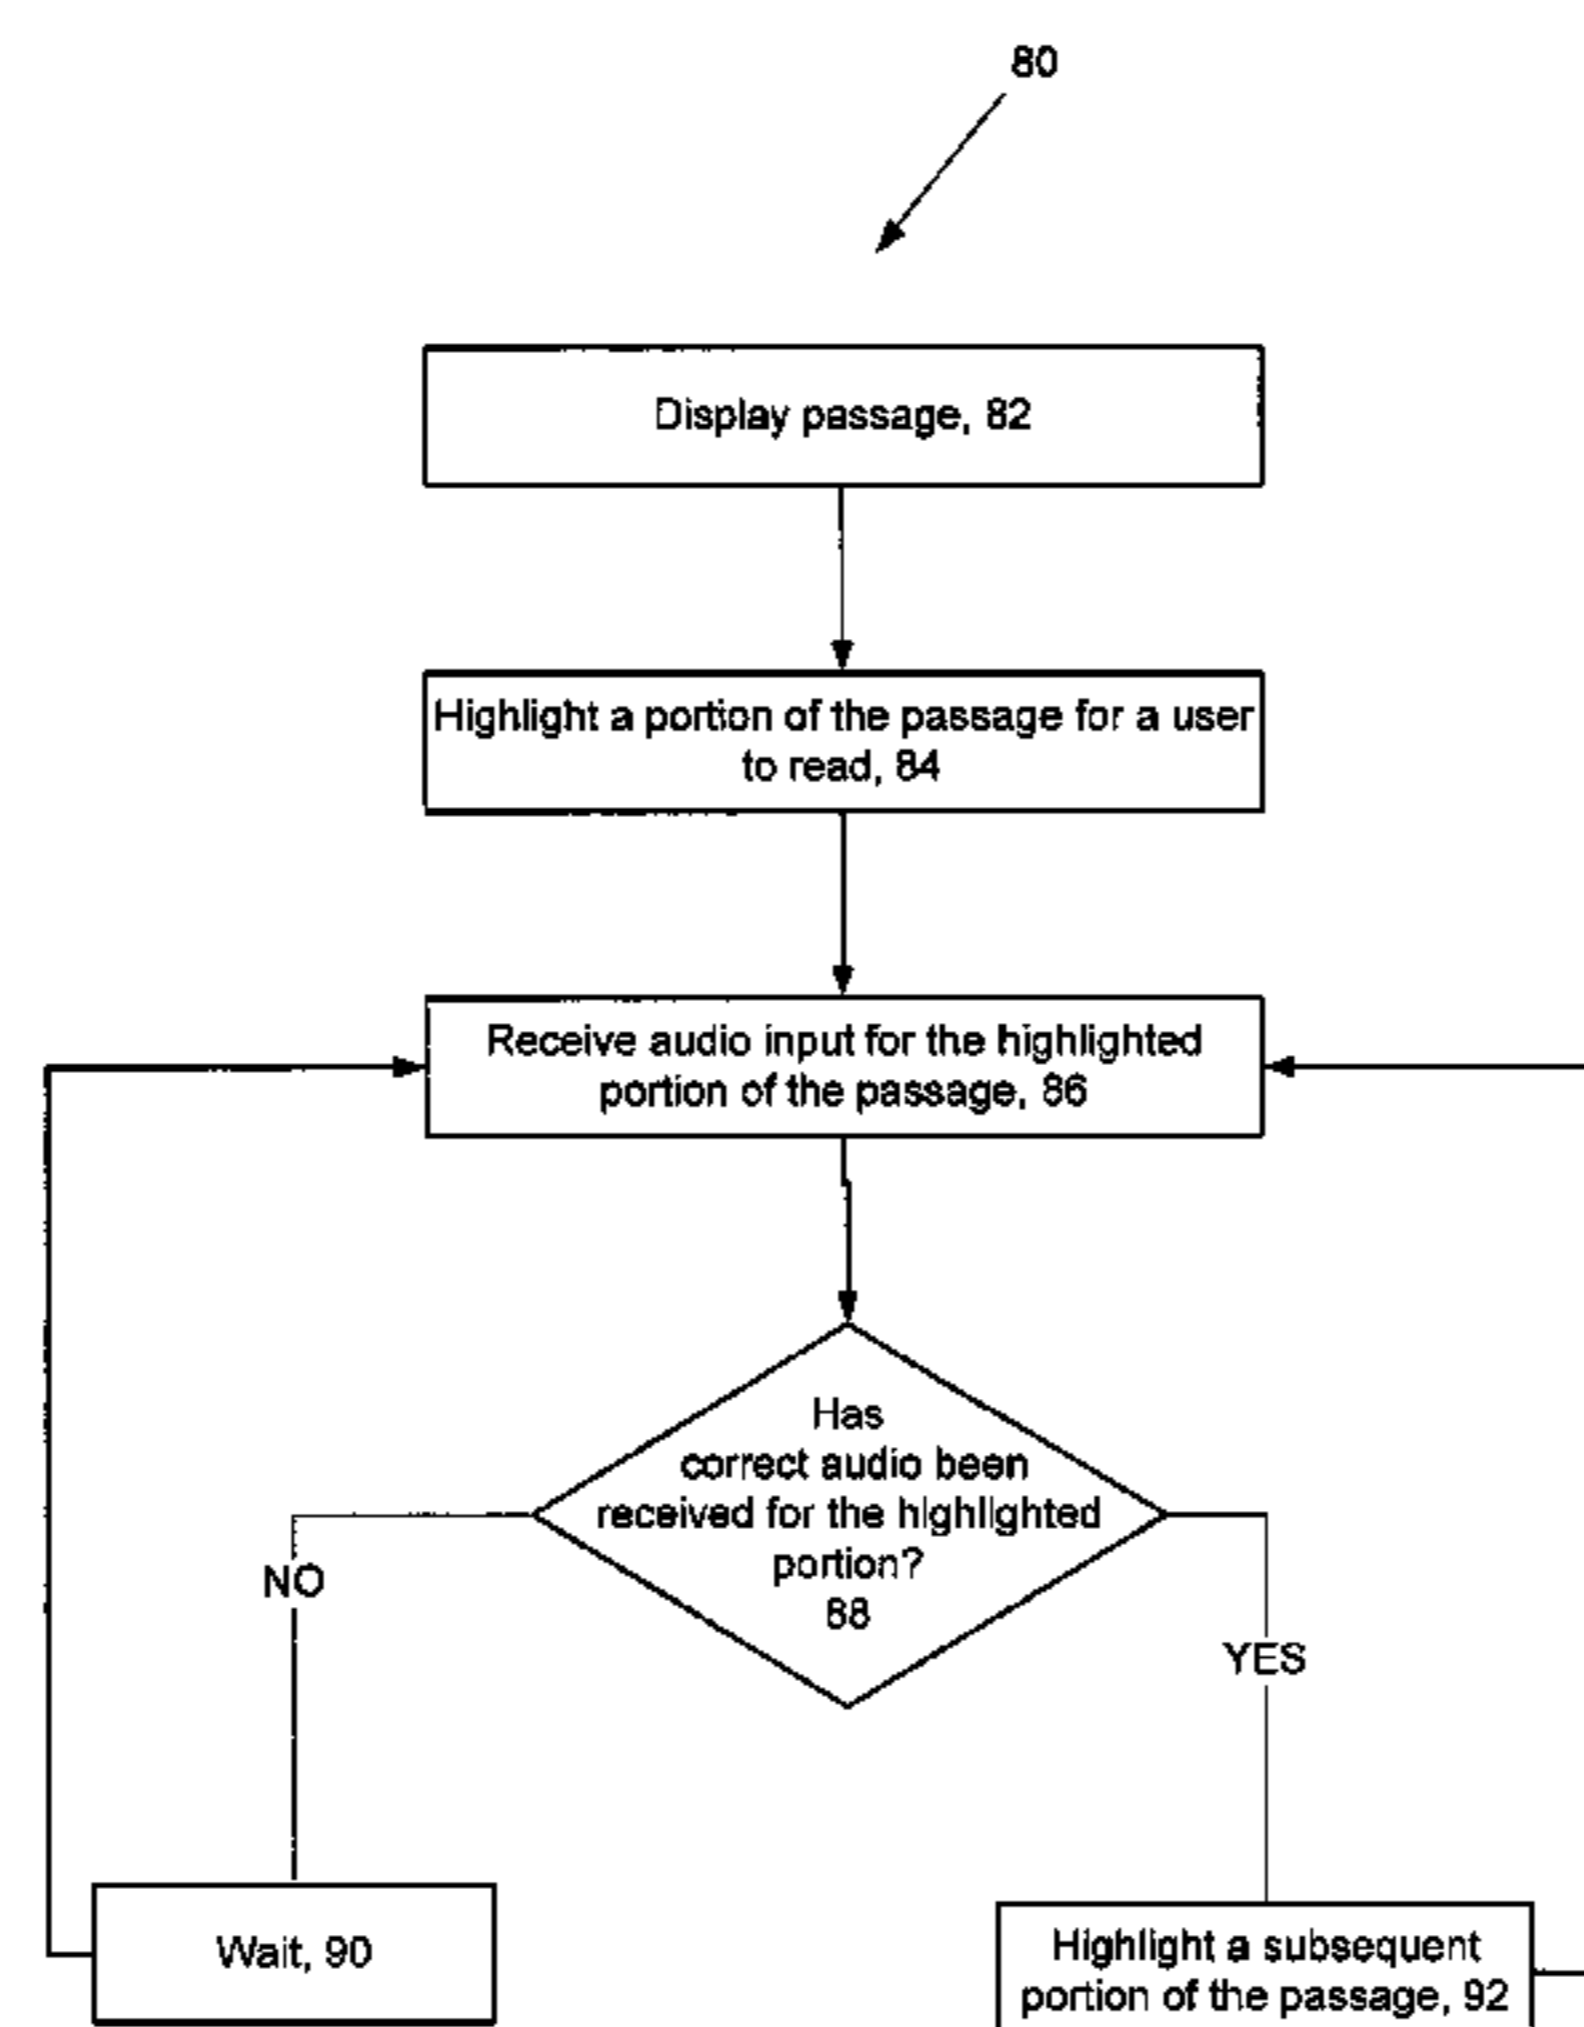 80
Display passage, 82
Highlight a portion of the passage for a user
to read, 84
Receive audio input for the highlighted
portion of the passage, 86
Has
correct audio been
received for the highlighted
portion?
88
NO
YES
Wait, 90
Highlight a subsequent
portion of the passage, 92